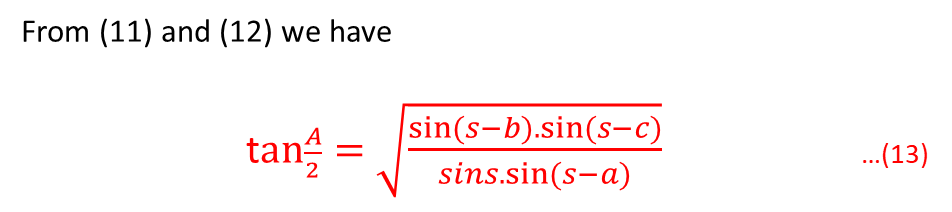 From (11) and (12) we have
tan A/2 = √(sin(s−b).sin(s−c) / sins.sin(s−a)) ...(13)